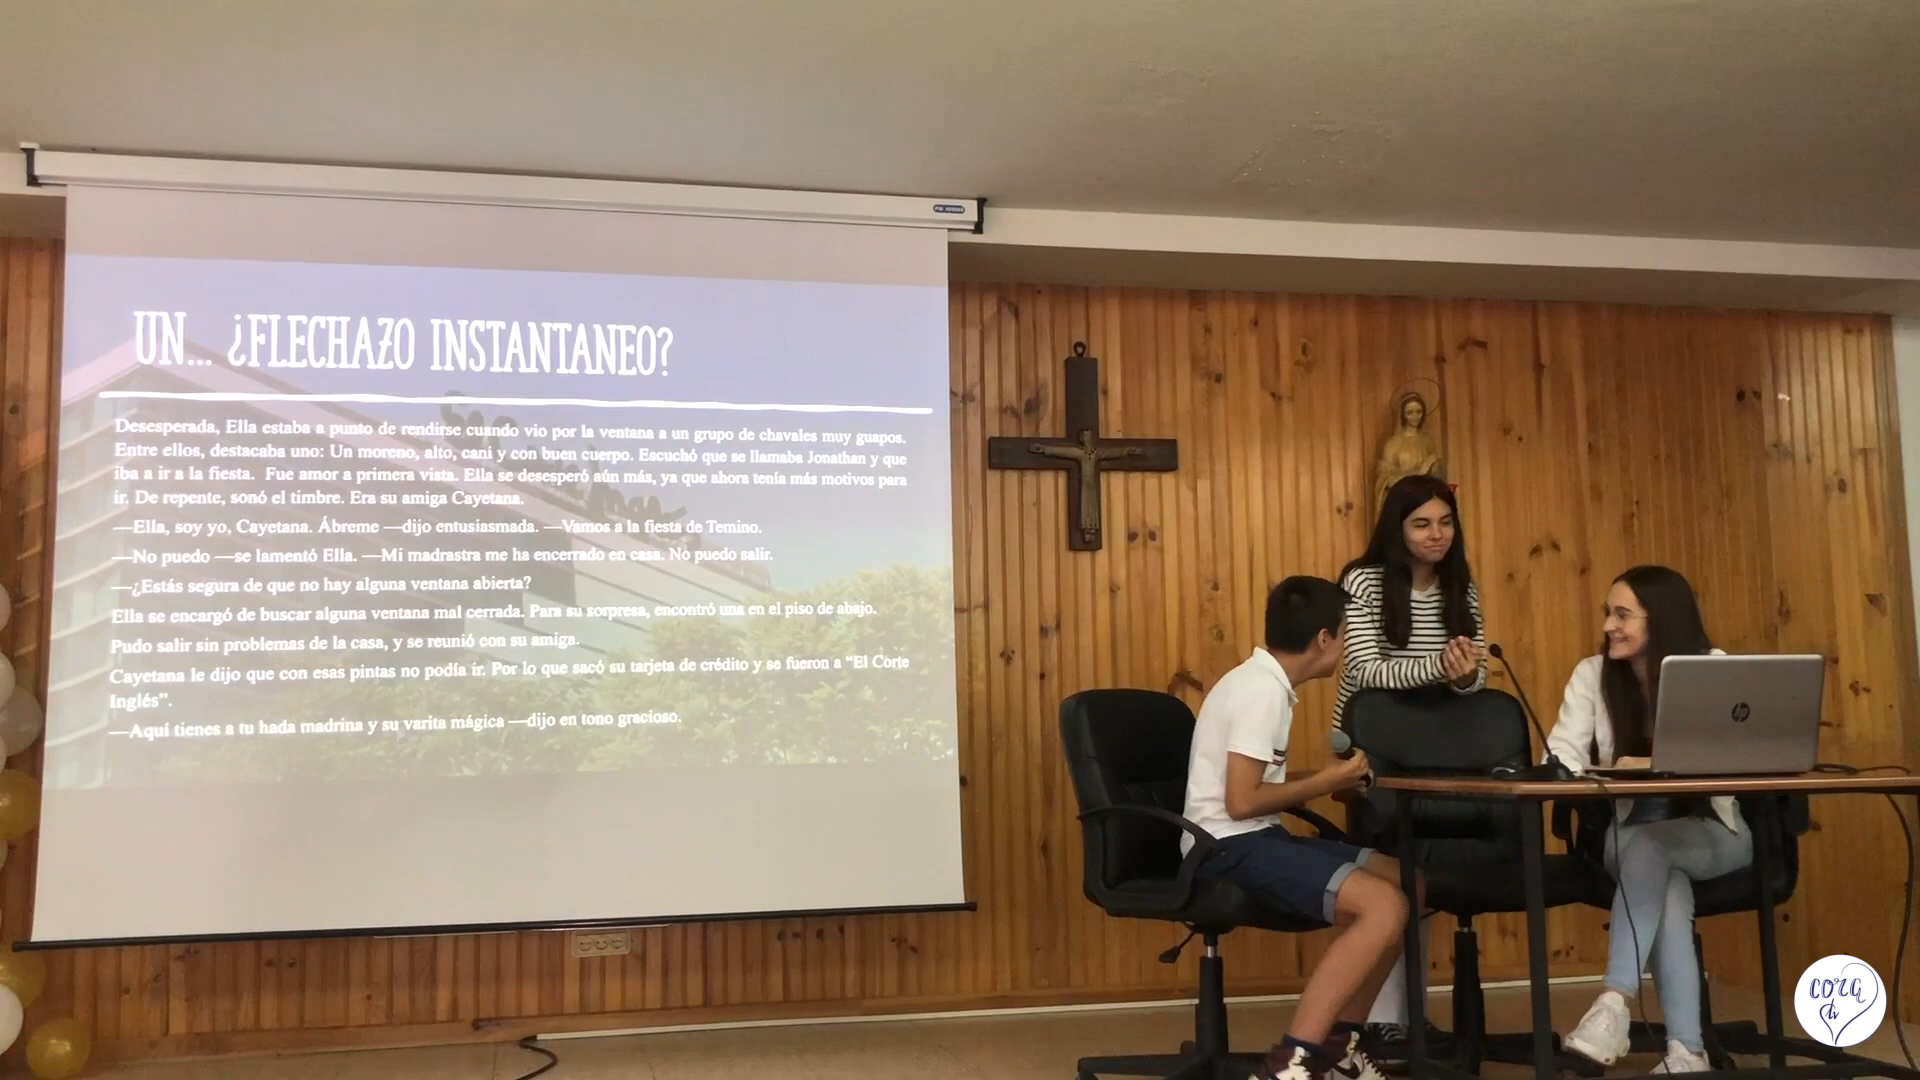 UN... ¿FLECHAZO INSTANTANEO?
Desesperada, Ella estaba a punto de rendirse cuando vio por la ventana a un grupo de chavales muy guapos.
Entre ellos, destacaba uno: Un moreno, alto, cani y con buen cuerpo. Escuchó que se llamaba Jonathan y que
iba a ir a la fiesta. Fue amor a primera vista. Ella se desesperó aún más, ya que ahora tenía más motivos para
ir. De repente, sonó el timbre. Era su amiga Cayetana.
—Ella, soy yo, Cayetana. Ábreme —dijo entusiasmada. —Vamos a la fiesta de Temino.
—No puedo —se lamentó Ella. —Mi madrastra me ha encerrado en casa. No puedo salir.
—¿Estás segura de que no hay alguna ventana abierta?
Ella se encargó de buscar alguna ventana mal cerrada. Para su sorpresa, encontró una en el piso de abajo.
Pudo salir sin problemas de la casa, y se reunió con su amiga.
Cayetana le dijo que con esas pintas no podía ir. Por lo que sacó su tarjeta de crédito y se fueron a “El Corte
Inglés”.
—Aquí tienes a tu hada madrina y su varita mágica —dijo en tono gracioso.
hp